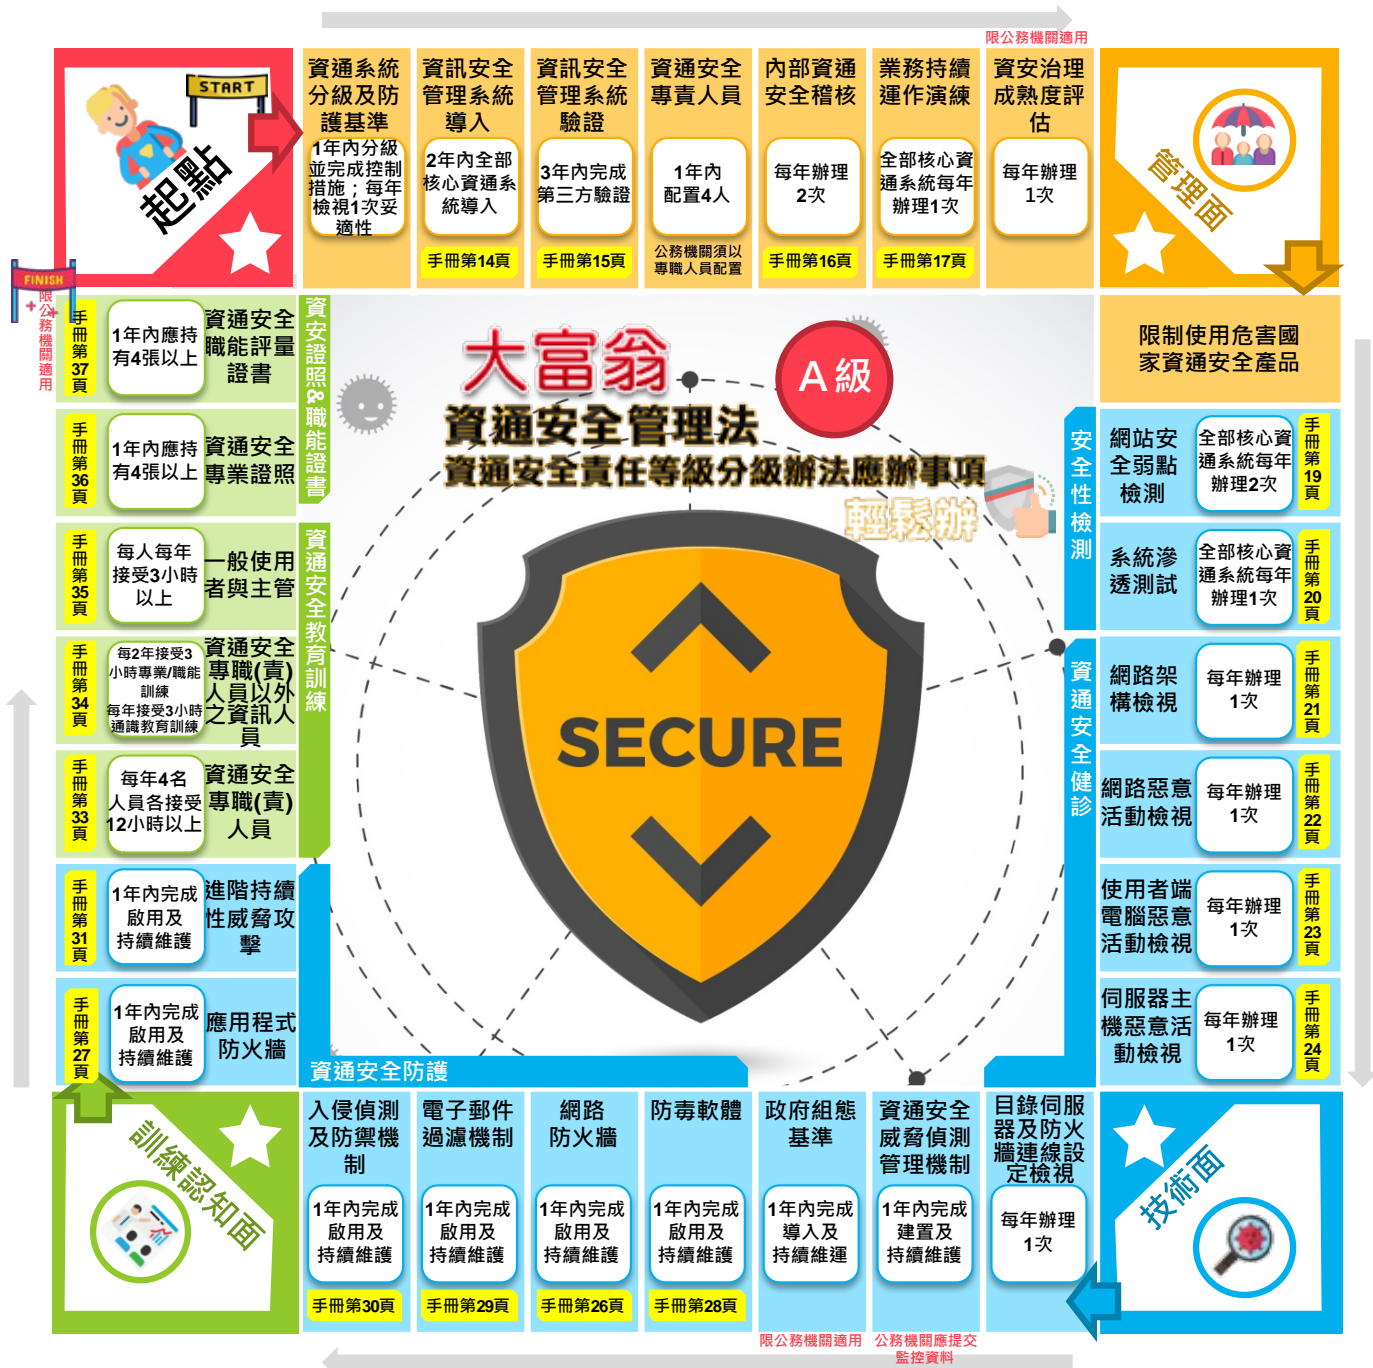 START
起點
限公務機關適用
資通系統
分級及防
護基準
1年內分級
並完成控制
措施；每年
檢視1次妥
適性
資訊安全
管理系統
導入
2年內全部
核心資通系
統導入
手冊第14頁
資訊安全
管理系統
驗證
3年內完成
第三方驗證
手冊第15頁
資通安全
專責人員
1年內
配置4人
公務機關須以
專職人員配置
內部資通
安全稽核
每年辦理
2次
手冊第16頁
業務持續
運作演練
全部核心資
通系統每年
辦理1次
手冊第17頁
資安治理
成熟度評
估
每年辦理
1次
管理面
限制使用危害國
家資通安全產品
安全性檢測
網站安
全弱點
檢測
全部核心資
通系統每年
辦理2次
手冊第19頁
系統滲
透測試
全部核心資
通系統每年
辦理1次
手冊第20頁
資通安全健診
網路架
構檢視
每年辦理
1次
手冊第21頁
網路惡意
活動檢視
每年辦理
1次
手冊第22頁
使用者端
電腦惡意
活動檢視
每年辦理
1次
手冊第23頁
伺服器主
機惡意活
動檢視
每年辦理
1次
手冊第24頁
技術面
目錄伺服
器及防火
牆連線設
定檢視
每年辦理
1次
資通安全
威脅偵測
管理機制
1年內完成
建置及
持續維護
公務機關應提交
監控資料
政府組態
基準
1年內完成
導入及
持續維運
限公務機關適用
資通安全防護
防毒軟體
1年內完成
啟用及
持續維護
手冊第28頁
網路
防火牆
1年內完成
啟用及
持續維護
手冊第26頁
電子郵件
過濾機制
1年內完成
啟用及
持續維護
手冊第29頁
入侵偵測
及防禦機
制
1年內完成
啟用及
持續維護
手冊第30頁
訓練認知面
應用程式
防火牆
1年內完成
啟用及
持續維護
手冊第27頁
進階持續
性威脅攻
擊
1年內完成
啟用及
持續維護
手冊第31頁
資通安全教育訓練
資通安全
專職(責)
人員
每年4名
人員各接受
12小時以上
手冊第33頁
資通安全
專職(責)
人員以外
之資訊人
員
每2年接受3
小時專業/職能
訓練
每年接受3小時
通識教育訓練
手冊第34頁
一般使用
者與主管
每人每年
接受3小時
以上
手冊第35頁
資安證照&職能證書
資通安全
專業證照
1年內應持
有4張以上
手冊第36頁
資通安全
職能評量
證書
1年內應持
有4張以上
手冊第37頁
限公務機關適用
FINISH
大富翁
A級
資通安全管理法
資通安全責任等級分級辦法應辦事項
輕鬆辦
SECURE